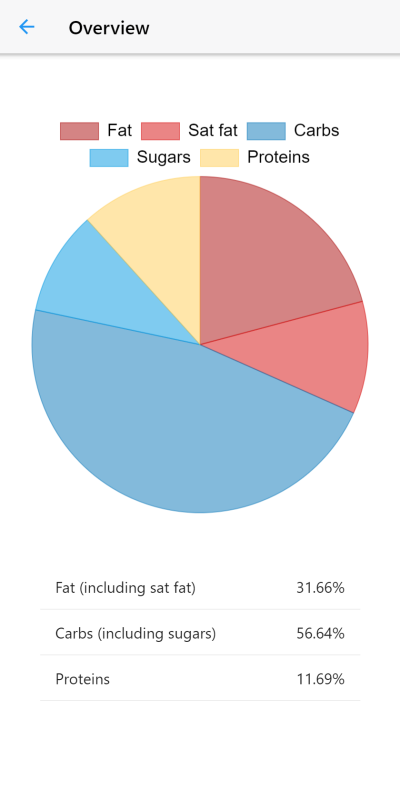 Overview
Fat Sat fat Carbs
Sugars Proteins
Fat (including sat fat) 31.66%
Carbs (including sugars) 56.64%
Proteins 11.69%